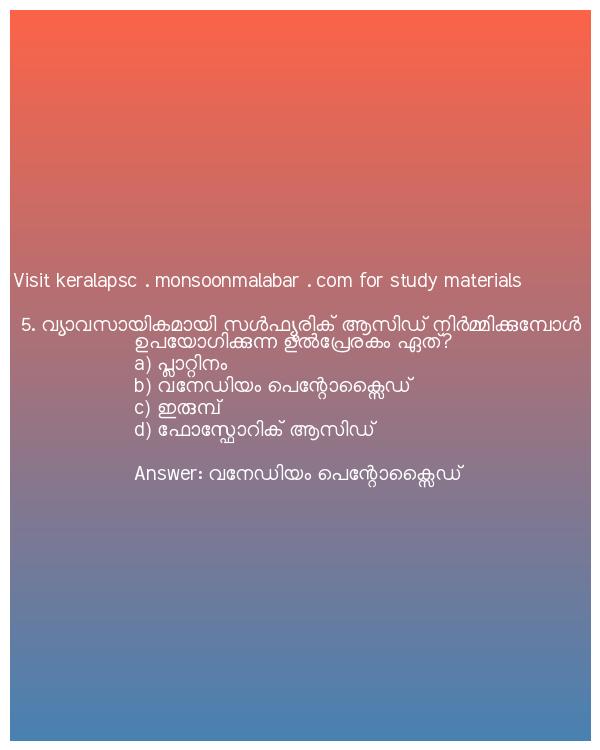 Visit keralapsc . monsoonmalabar . com for study materials
5. വ്യാവസായികമായി സൾഫ്യൂരിക് ആസിഡ് നിർമ്മിക്കുമ്പോൾ
ഉപയോഗിക്കുന്ന ഉൽപ്രേരകം ഏത്?
a) പ്ലാറ്റിനം
b) വനേഡിയം പെന്റോക്സൈഡ്
c) ഇരുമ്പ്
d) ഫോസ്ഫോറിക് ആസിഡ്
Answer: വനേഡിയം പെന്റോക്സൈഡ്